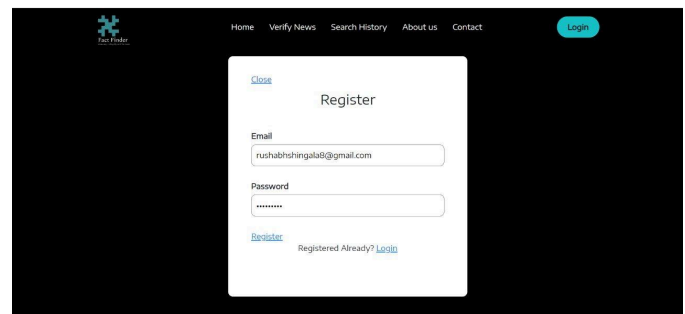 Fact Finder
Home Verify News Search History About us Contact
Login
Close
Register
Email
rushabhshingala8@gmail.com
Password
•••••••••
Register
Registered Already? Login